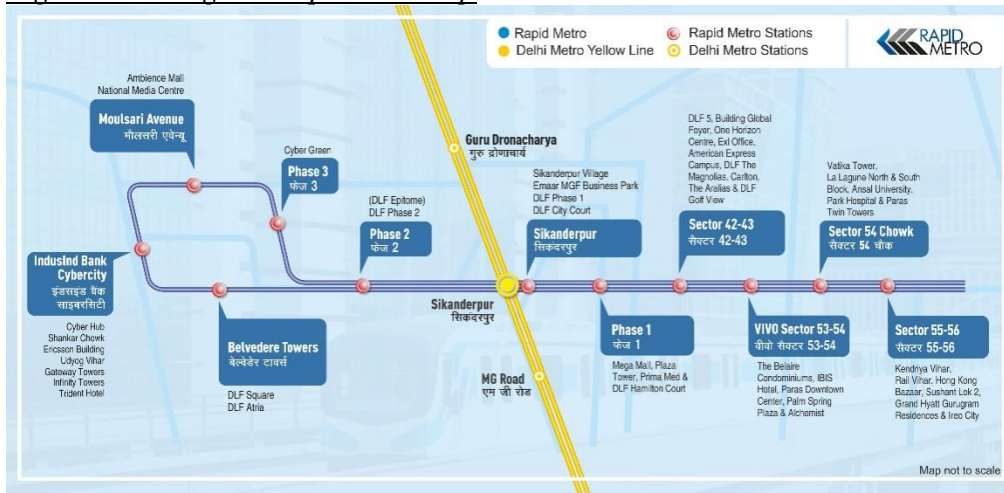 Rapid Metro
Delhi Metro Yellow Line
Rapid Metro Stations
Delhi Metro Stations
RAPID
METRO
Ambience Mall
National Media Centre
Moulsari Avenue
मौलसरी एवेन्यू
Cyber Green
Phase 3
फेज 3
(DLF Epitome)
DLF Phase 2
Phase 2
फेज 2
Guru Dronacharya
गुरु द्रोणाचार्य
Sikanderpur Village
Emaar MGF Business Park
DLF Phase 1
DLF City Court
Sikanderpur
सिकंदरपुर
DLF 5, Building Global
Foyer, One Horizon
Centre, Exl Office,
American Express
Campus, DLF The
Magnolias, Carlton,
The Aralias & DLF
Golf View
Sector 42-43
सैक्टर 42-43
Vatika Tower,
La Lagune North & South
Block, Ansal University,
Park Hospital & Paras
Twin Towers
Sector 54 Chowk
सैक्टर 54 चौक
IndusInd Bank
Cybercity
इंडसइंड बैंक
साइबरसिटी
Cyber Hub
Shankar Chowk
Ericsson Building
Udyog Vihar
Gateway Towers
Infinity Towers
Trident Hotel
Belvedere Towers
बेल्वेडेर टावर्स
DLF Square
DLF Atria
Sikanderpur
सिकंदरपुर
MG Road
एम जी रोड
Phase 1
फेज 1
Mega Mall, Plaza
Tower, Prima Med &
DLF Hamilton Court
VIVO Sector 53-54
वीवो सैक्टर 53-54
The Belaire
Condominiums, IBIS
Hotel, Paras Downtown
Center, Palm Spring
Plaza & Alchemist
Sector 55-56
सैक्टर 55-56
Kendriya Vihar,
Rail Vihar, Hong Kong
Bazaar, Sushant Lok 2,
Grand Hyatt Gurugram
Residences & Ireo City
Map not to scale